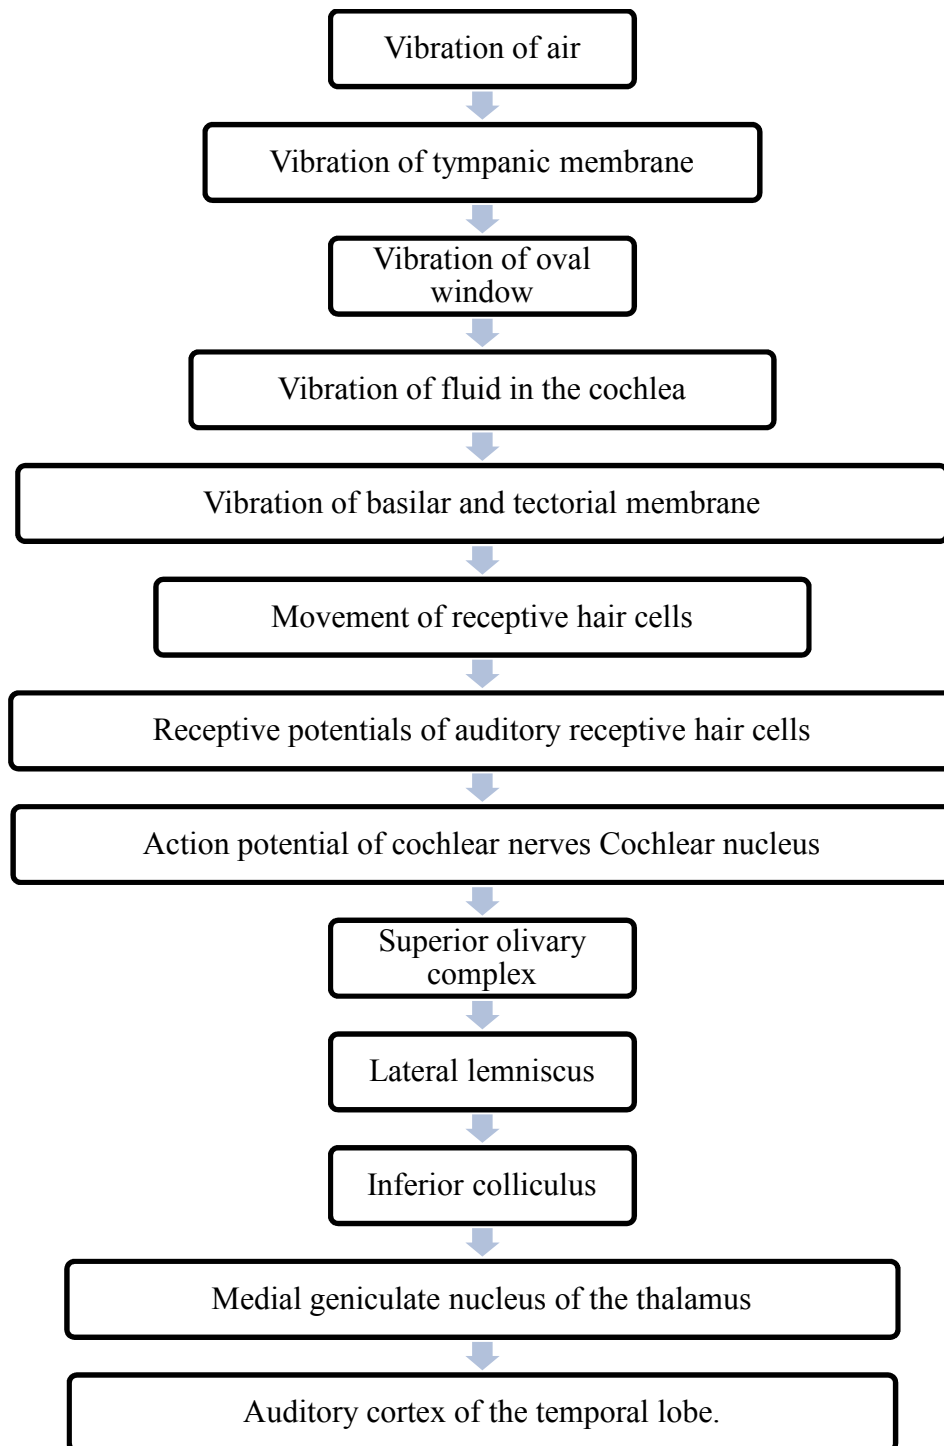 Vibration of air
Vibration of tympanic membrane
Vibration of oval
window
Vibration of fluid in the cochlea
Vibration of basilar and tectorial membrane
Movement of receptive hair cells
Receptive potentials of auditory receptive hair cells
Action potential of cochlear nerves Cochlear nucleus
Superior olivary
complex
Lateral lemniscus
Inferior colliculus
Medial geniculate nucleus of the thalamus
Auditory cortex of the temporal lobe.